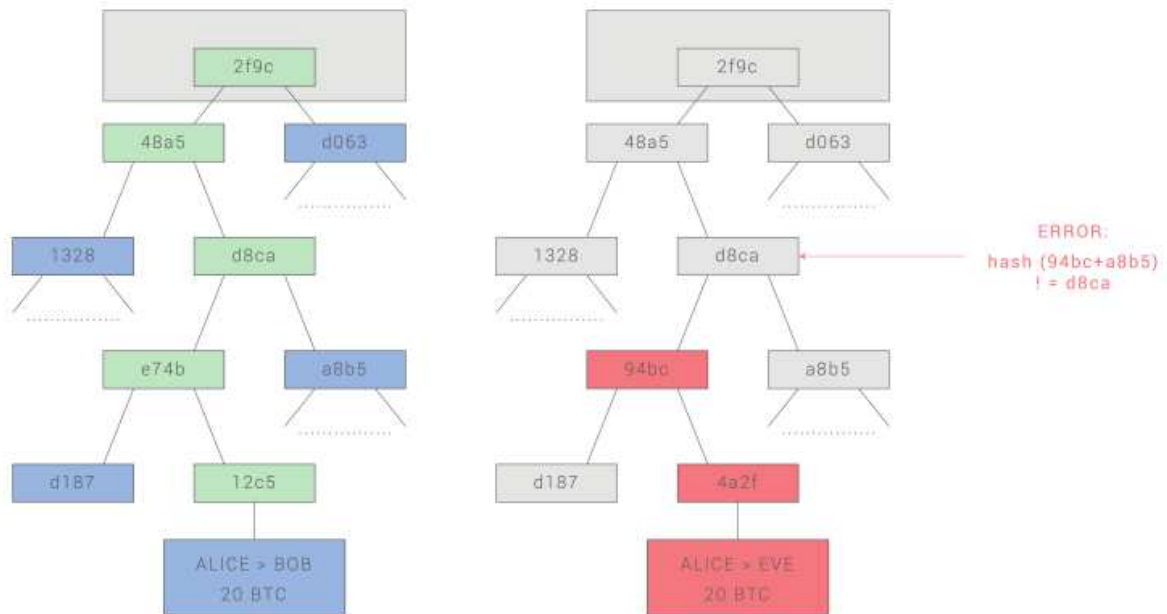 2f9c
48a5
d063
1328
d8ca
e74b
a8b5
d187
12c5
ALICE > BOB
20 BTC
2f9c
48a5
d063
1328
d8ca
ERROR:
hash (94bc+a8b5)
! = d8ca
94bc
a8b5
d187
4a2f
ALICE > EVE
20 BTC